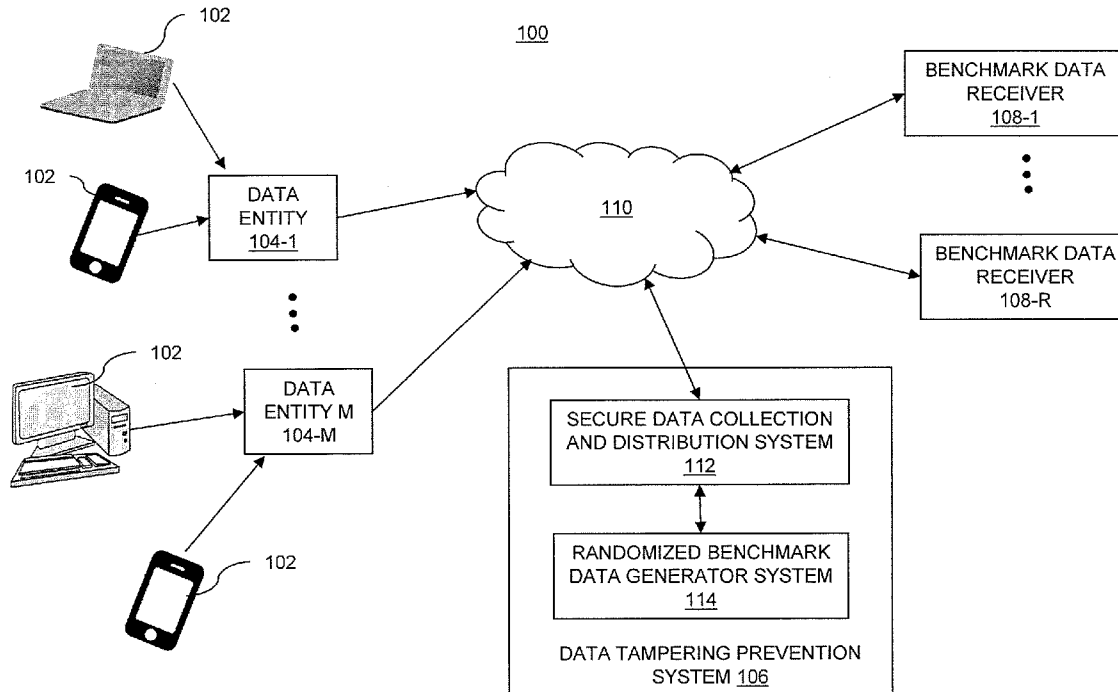 102
100
BENCHMARK DATA
RECEIVER
108-1
102
DATA
ENTITY
104-1
110
BENCHMARK DATA
RECEIVER
108-R
102
DATA
ENTITY M
104-M
SECURE DATA COLLECTION
AND DISTRIBUTION SYSTEM
112
RANDOMIZED BENCHMARK
DATA GENERATOR SYSTEM
114
102
DATA TAMPERING PREVENTION
SYSTEM 106